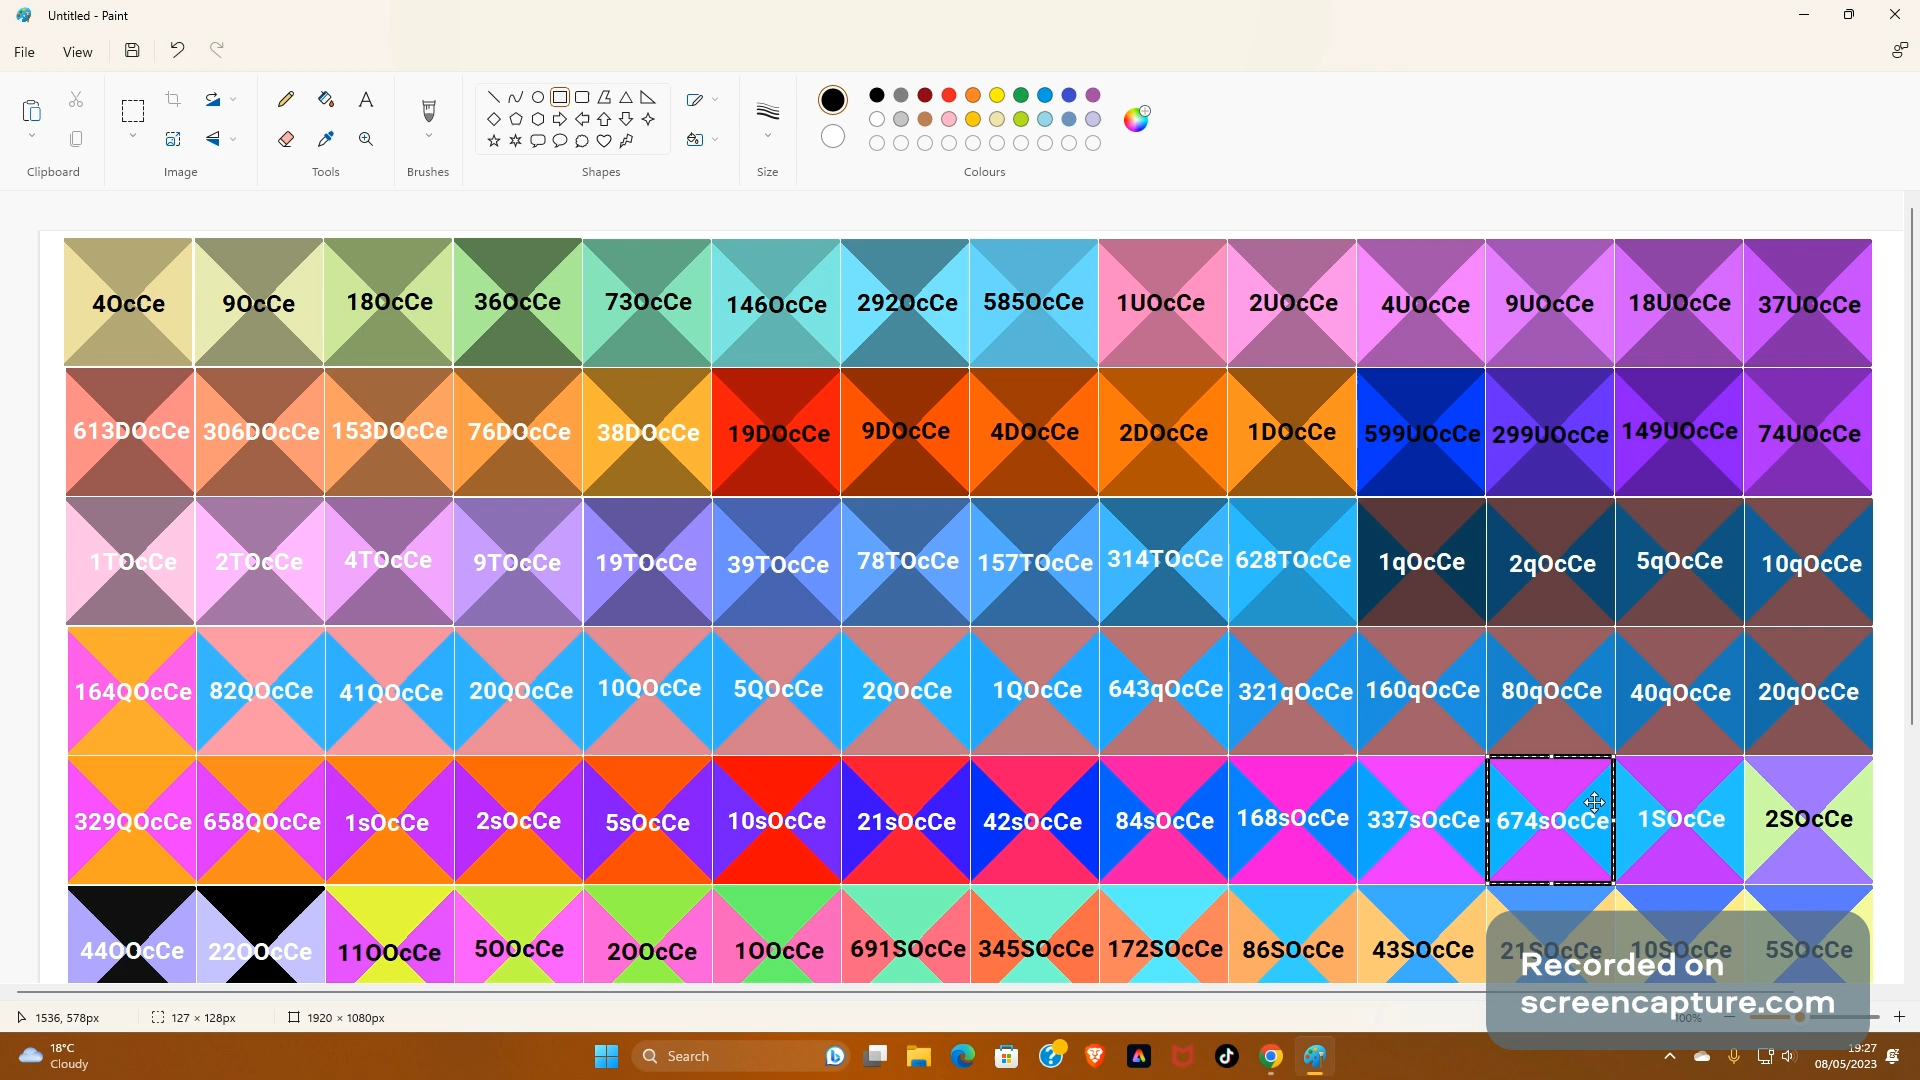 Untitled - Paint
File View
Clipboard Image Tools Brushes Shapes Size Colours
4OcCe 9OcCe 18OcCe 36OcCe 73OcCe 146OcCe 292OcCe 585OcCe 1UOcCe 2UOcCe 4UOcCe 9UOcCe 18UOcCe 37UOcCe
613DOcCe 306DOcCe 153DOcCe 76DOcCe 38DOcCe 19DOcCe 9DOcCe 4DOcCe 2DOcCe 1DOcCe 599UOcCe 299UOcCe 149UOcCe 74UOcCe
1TOcCe 2TOcCe 4TOcCe 9TOcCe 19TOcCe 39TOcCe 78TOcCe 157TOcCe 314TOcCe 628TOcCe 1qOcCe 2qOcCe 5qOcCe 10qOcCe
164QOcCe 82QOcCe 41QOcCe 20QOcCe 10QOcCe 5QOcCe 2QOcCe 1QOcCe 643qOcCe 321qOcCe 160qOcCe 80qOcCe 40qOcCe 20qOcCe
329QOcCe 658QOcCe 1sOcCe 2sOcCe 5sOcCe 10sOcCe 21sOcCe 42sOcCe 84sOcCe 168sOcCe 337sOcCe 674sOcCe 1SOcCe 2SOcCe
44OOcCe 22OOcCe 11OOcCe 5OOcCe 2OOcCe 1OOcCe 691SOcCe 345SOcCe 172SOcCe 86SOcCe 43SOcCe 21SOcCe 10SOcCe 5SOcCe
Recorded on
screencapture.com
1536, 578px 127 × 128px 1920 × 1080px 100%
18°C
Cloudy
Search
19:27
08/05/2023